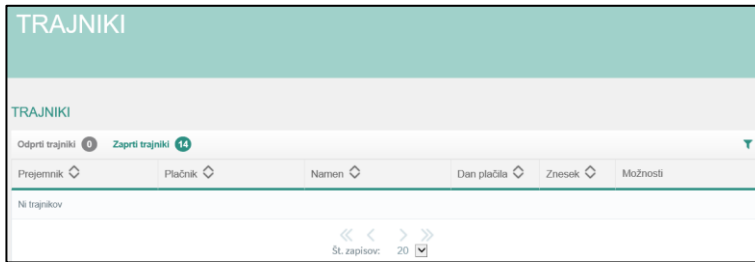 TRAJNIKI
TRAJNIKI
Odprti trajniki 0 Zaprti trajniki 14
Prejemnik Plačnik Namen Dan plačila Znesek Možnosti
Ni trajnikov
Št. zapisov: 20